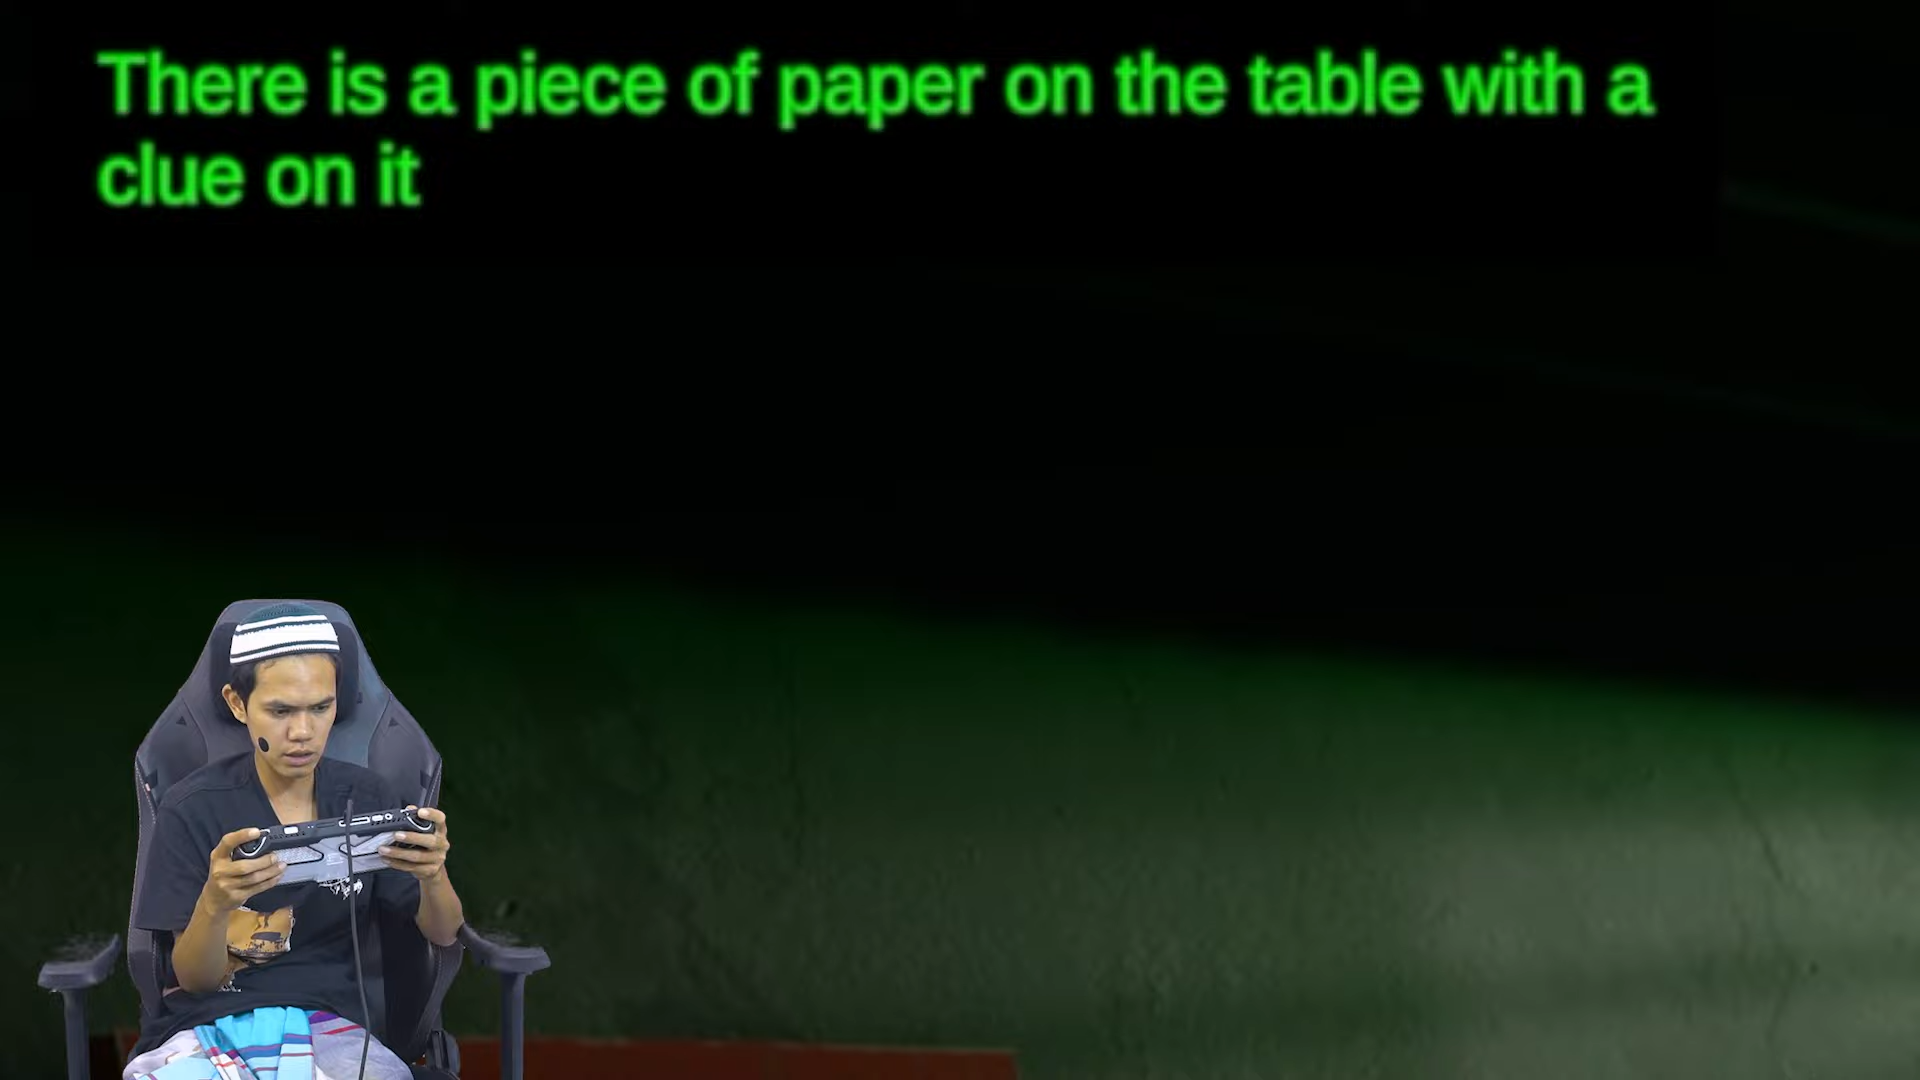 There is a piece of paper on the table with a
clue on it